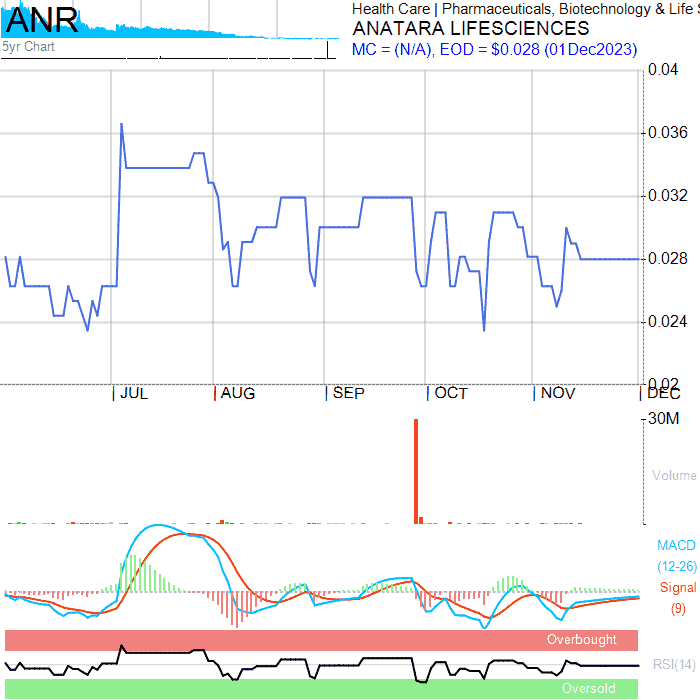 ANR
5yr Chart
Health Care | Pharmaceuticals, Biotechnology & Life S
ANATARA LIFESCIENCES
MC = (N/A), EOD = $0.028 (01Dec2023)
0.04
0.036
0.032
0.028
0.024
0.02
JUL AUG SEP OCT NOV DEC
30M
Volume
MACD
(12-26)
Signal
(9)
Overbought
RSI(14)
Oversold